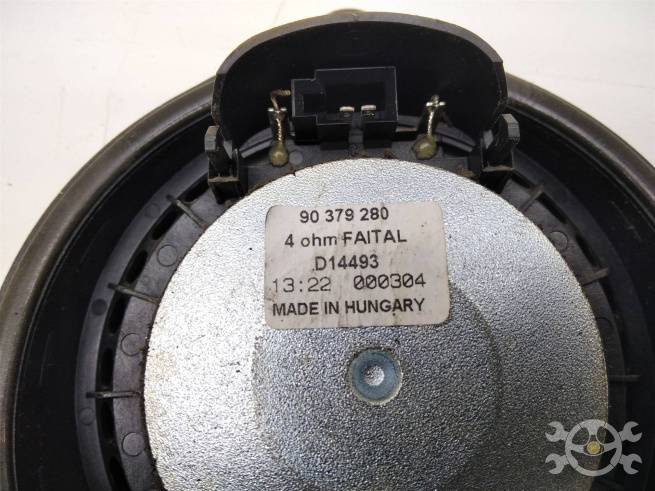 90 379 280
4 ohm FAITAL
D14493
13:22 000304
MADE IN HUNGARY